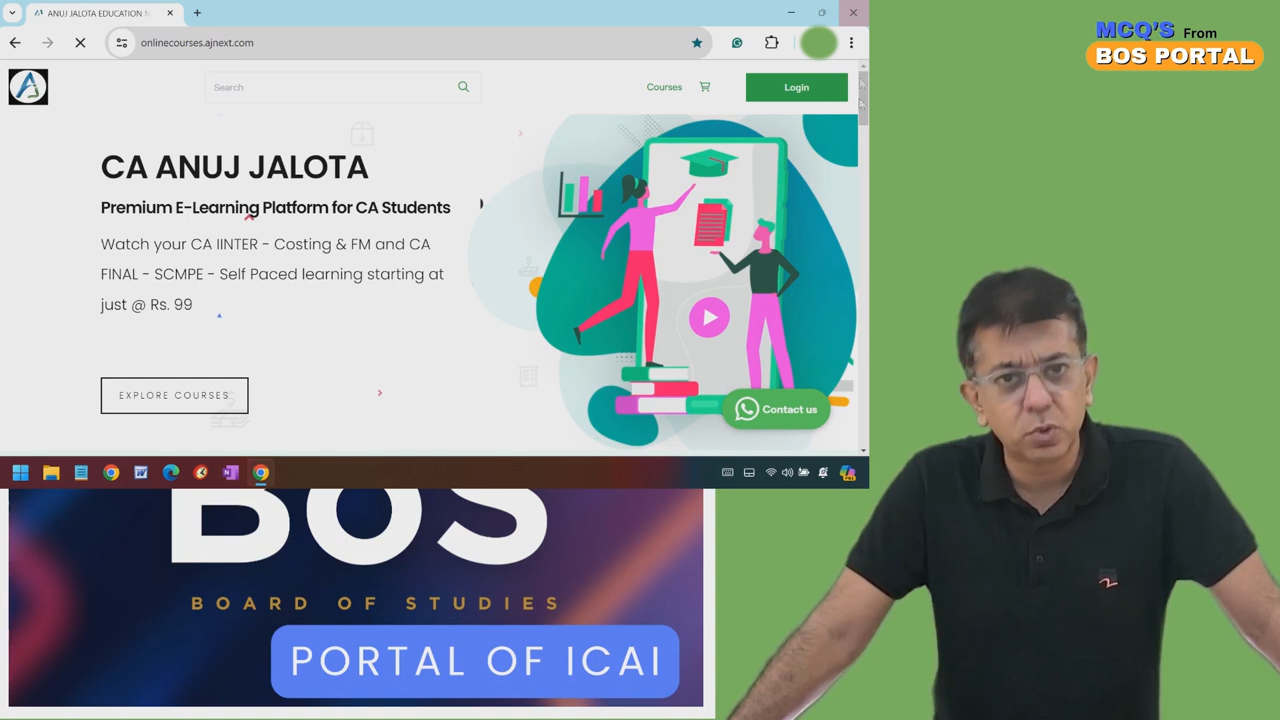 ANUJ JALOTA EDUCATION N
onlinecourses.ajnext.com
Search
Courses
Login
CA ANUJ JALOTA
Premium E-Learning Platform for CA Students
Watch your CA IINTER - Costing & FM and CA
FINAL - SCMPE - Self Paced learning starting at
just @ Rs. 99
EXPLORE COURSES
Contact us
MCQ'S From
BOS PORTAL
BOS
BOARD OF STUDIES
PORTAL OF ICAI